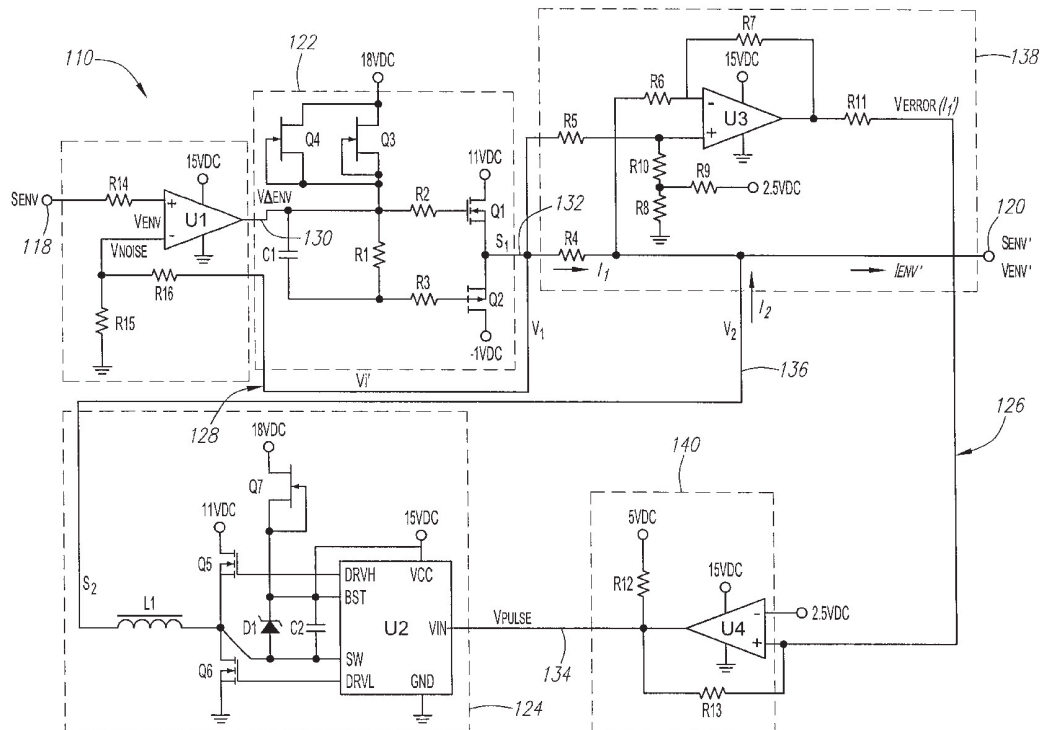 110
122
18VDC
Q4
Q3
15VDC
SENV
118
R14
VENV
VNOISE
+
-
U1
VΔENV
130
R16
R15
C1
R1
R2
R3
11VDC
Q1
Q2
-1VDC
S1
132
V1
Vi'
128
R7
15VDC
138
R6
-
+
U3
R5
R10
R9
2.5VDC
R8
R11
VERROR (I1')
R4
I1
120
SENV'
VENV'
IENV'
I2
V2
136
126
18VDC
Q7
11VDC
Q5
S2
L1
Q6
D1
C2
15VDC
DRVH
VCC
BST
U2
VIN
SW
DRVL
GND
124
VPULSE
134
140
5VDC
R12
15VDC
U4
-
+
2.5VDC
R13